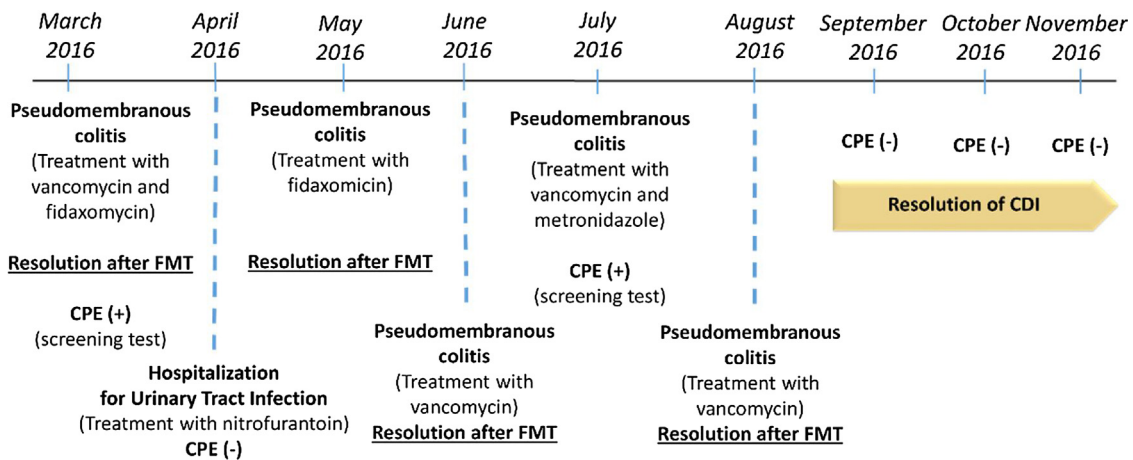 March
2016
April
2016
May
2016
June
2016
July
2016
August
2016
September
2016
October
2016
November
2016
Pseudomembranous
colitis
(Treatment with
vancomycin and
fidaxomycin)
Resolution after FMT
CPE (+)
(screening test)
Hospitalization
for Urinary Tract Infection
(Treatment with nitrofurantoin)
CPE (-)
Pseudomembranous
colitis
(Treatment with
fidaxomicin)
Resolution after FMT
Pseudomembranous
colitis
(Treatment with
vancomycin)
Resolution after FMT
Pseudomembranous
colitis
(Treatment with
vancomycin and
metronidazole)
CPE (+)
(screening test)
Pseudomembranous
colitis
(Treatment with
vancomycin)
Resolution after FMT
CPE (-)
CPE (-)
CPE (-)
Resolution of CDI